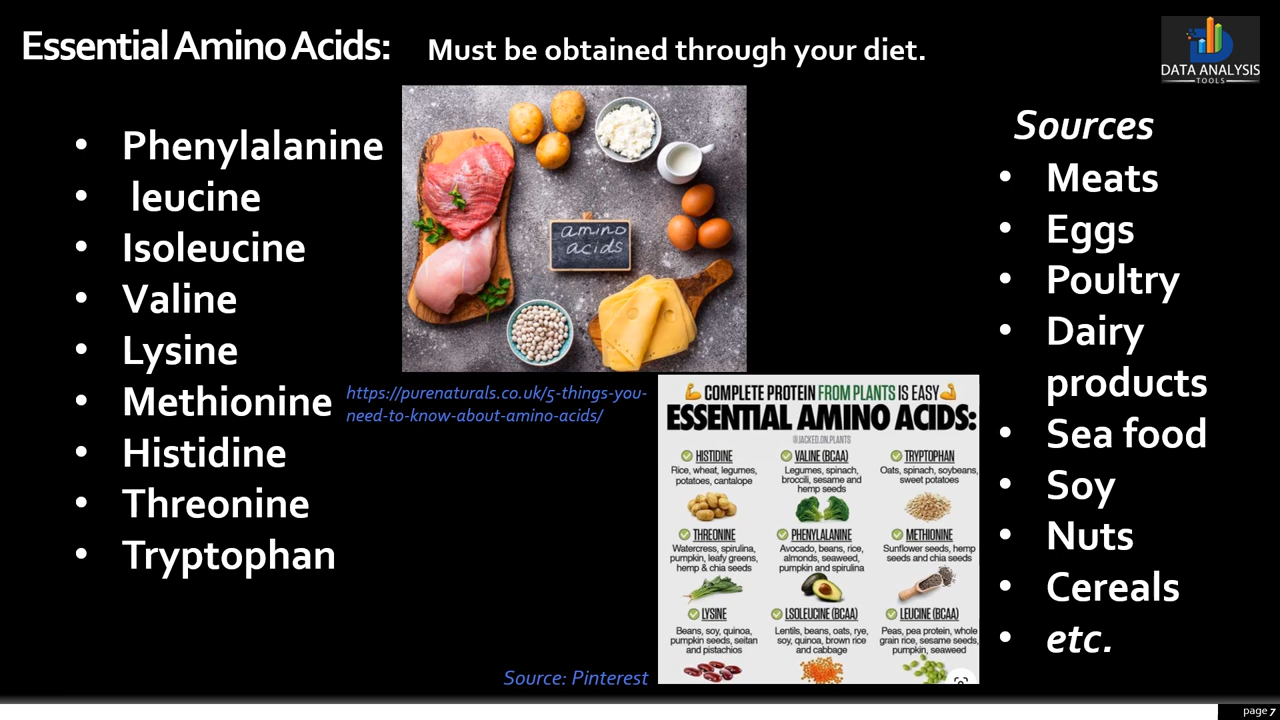 Essential Amino Acids:
Must be obtained through your diet.
DATA ANALYSIS
TOOLS
• Phenylalanine
• leucine
• Isoleucine
• Valine
• Lysine
• Methionine
• Histidine
• Threonine
• Tryptophan
amino
acids
https://purenaturals.co.uk/5-things-you-
need-to-know-about-amino-acids/
COMPLETE PROTEIN FROM PLANTS IS EASY
ESSENTIAL AMINO ACIDS:
@JACKED.ON.PLANTS
HISTIDINE
Rice, wheat, legumes,
potatoes, cantalope
VALINE (BCAA)
Legumes, spinach,
broccili, sesame and
hemp seeds
TRYPTOPHAN
Oats, spinach, soybeans,
sweet potatoes
THREONINE
Watercress, spirulina,
pumpkin, leafy greens,
hemp & chia seeds
PHENYLALANINE
Avocado, beans, rice,
almonds, seaweed,
pumpkin and spirulina
METHIONINE
Sunflower seeds, hemp
seeds and chia seeds
LYSINE
Beans, soy, quinoa,
pumpkin seeds, seitan
and pistachios
LSOLEUCINE (BCAA)
Lentils, beans, oats, rye,
soy, quinoa, brown rice
and cabbage
LEUCINE (BCAA)
Peas, pea protein, whole
grain rice, sesame seeds,
pumpkin, seaweed
Source: Pinterest
Sources
• Meats
• Eggs
• Poultry
• Dairy
products
• Sea food
• Soy
• Nuts
• Cereals
• etc.
page 7